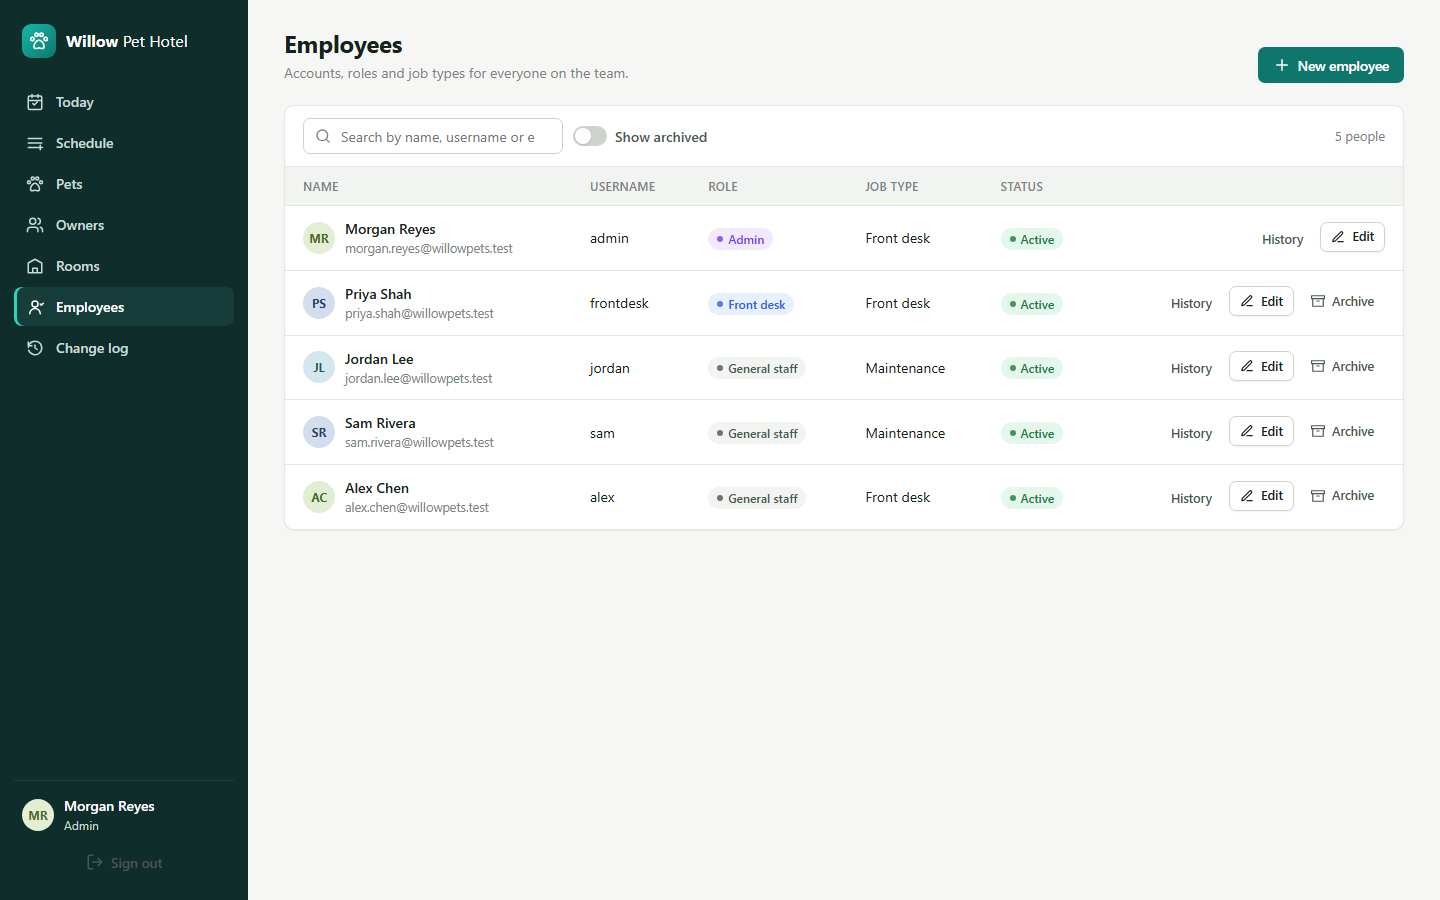 Willow Pet Hotel
Today
Schedule
Pets
Owners
Rooms
Employees
Change log
MR
Morgan Reyes
Admin
Sign out
Employees
Accounts, roles and job types for everyone on the team.
New employee
Search by name, username or e
Show archived
5 people
NAME USERNAME ROLE JOB TYPE STATUS
MR Morgan Reyes admin Admin Front desk Active History Edit
morgan.reyes@willowpets.test
PS Priya Shah frontdesk Front desk Front desk Active History Edit Archive
priya.shah@willowpets.test
JL Jordan Lee jordan General staff Maintenance Active History Edit Archive
jordan.lee@willowpets.test
SR Sam Rivera sam General staff Maintenance Active History Edit Archive
sam.rivera@willowpets.test
AC Alex Chen alex General staff Front desk Active History Edit Archive
alex.chen@willowpets.test